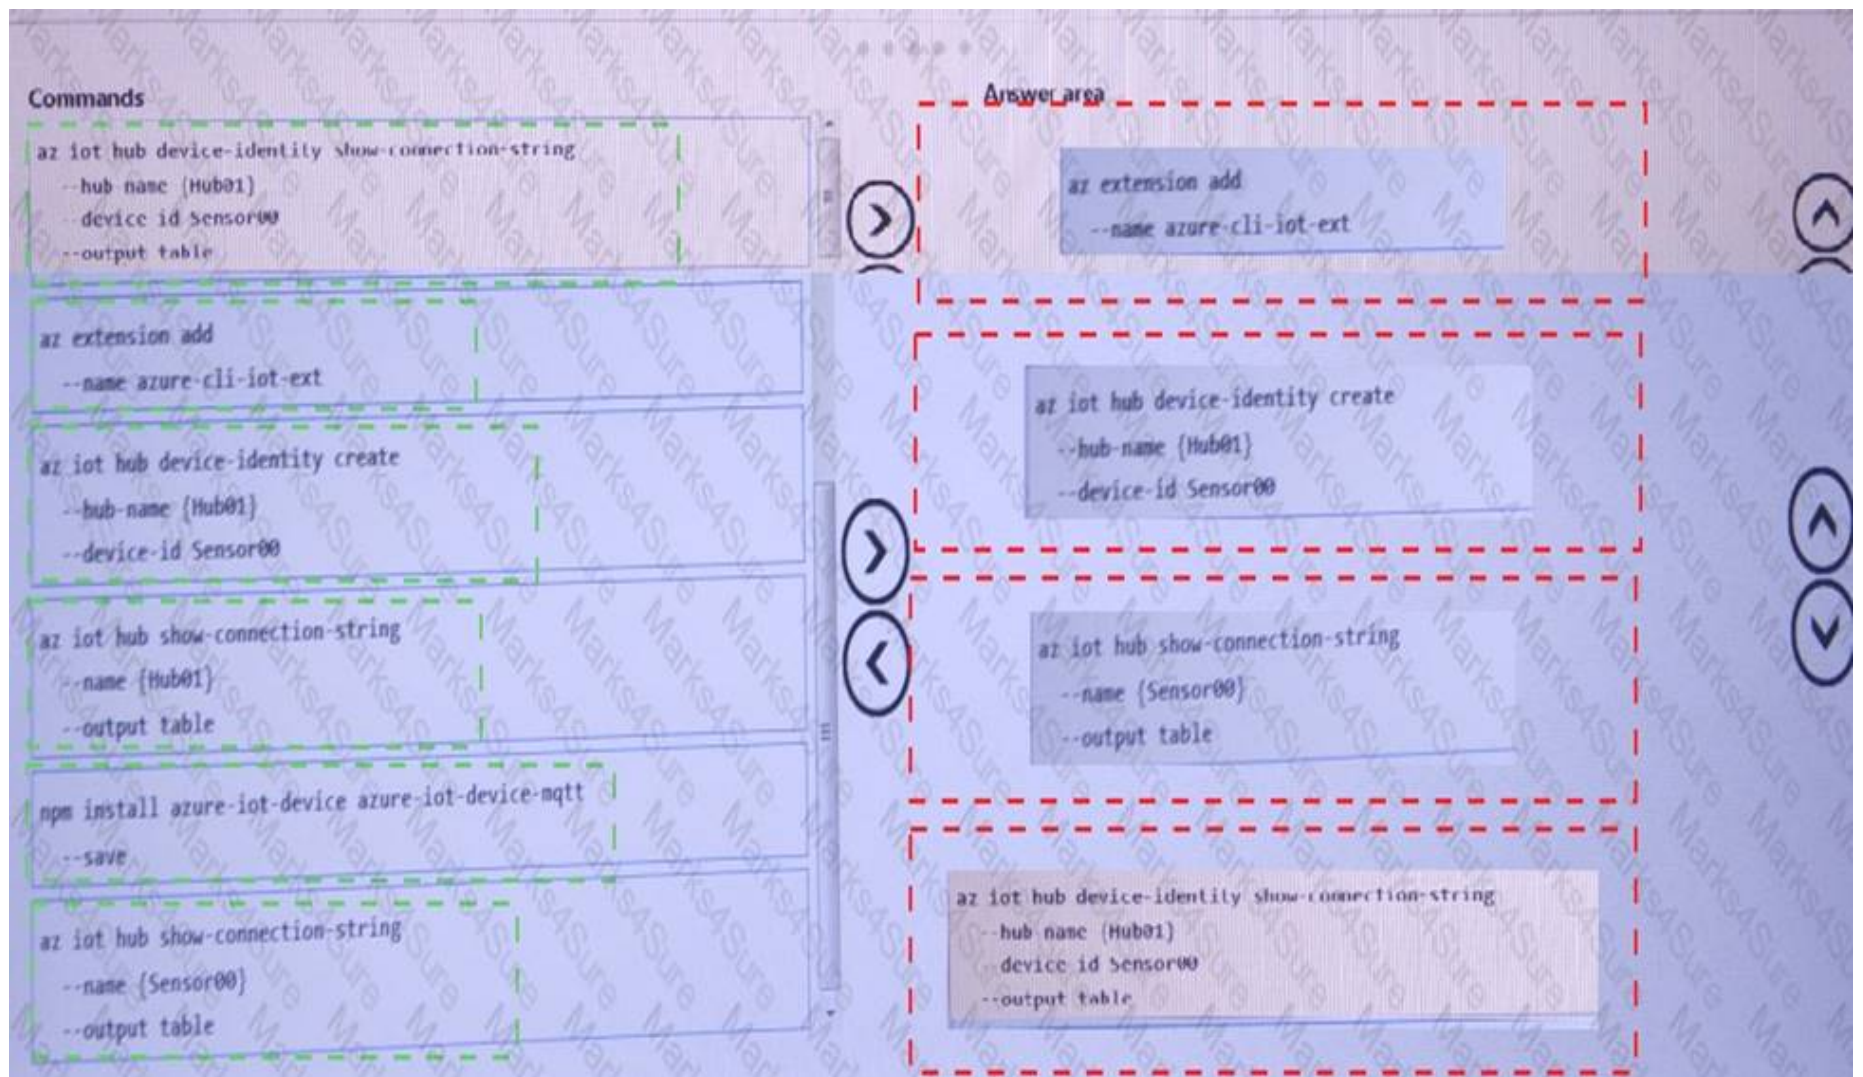 Commands
az iot hub device-identity show-connection-string
--hub name {Hub01}
device id Sensor00
--output table
az extension add
--name azure-cli-iot-ext
az iot hub device-identity create
--hub-name {Hub01}
--device-id Sensor00
az iot hub show-connection-string
--name {Hub01}
--output table
npm install azure-iot-device azure-iot-device-mqtt
--save
az iot hub show-connection-string
--name {Sensor00}
--output table
Answer area
az extension add
--name azure-cli-iot-ext
az iot hub device-identity create
--hub-name {Hub01}
--device-id Sensor00
az iot hub show-connection-string
--name {Sensor00}
--output table
az iot hub device-identity show-connection-string
hub name {Hub01}
device id Sensor00
--output table
Marks4Sure